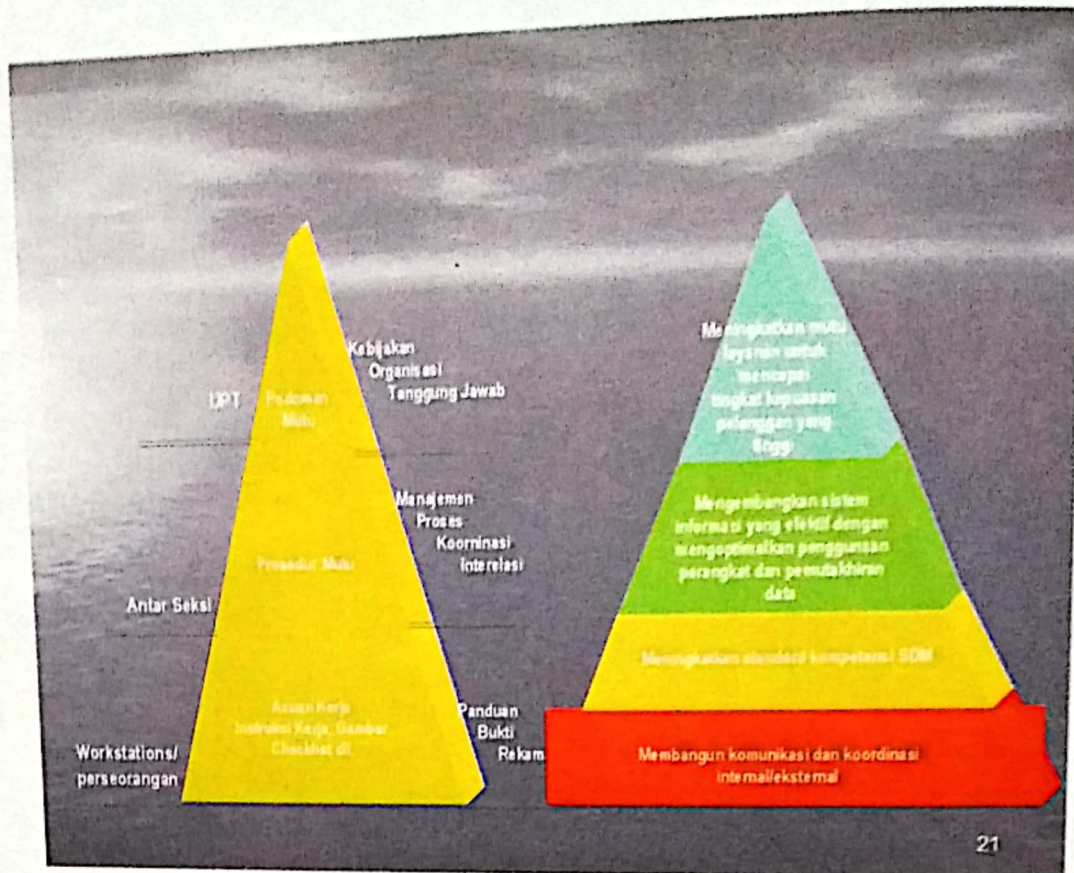 UPT
Pedoman
Mutu
Kebijakan
Organisasi
Tanggung Jawab
Manajemen
Proses
Koorninasi
Interelasi
Prosedur Mutu
Antar Seksi
Acuan Kerja
Instruksi Kerja, Gambar
Checklist dll
Panduan
Bukti
Rekam
Workstations/
perseorangan
Meningkatkan mutu
layanan untuk
mencapai
tingkat kepuasan
pelanggan yang
tinggi
Mengembangkan sistem
informasi yang efektif dengan
mengoptimalkan penggunaan
perangkat dan pemutakhiran
data
Meningkatkan standard kompetensi SDM
Membangun komunikasi dan koordinasi
internal/eksternal
21